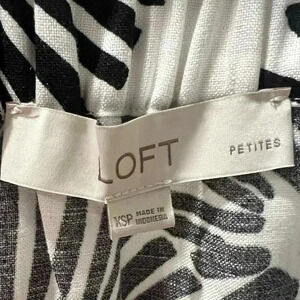 LOFT
PETITES
XSP MADE IN
INDONESIA